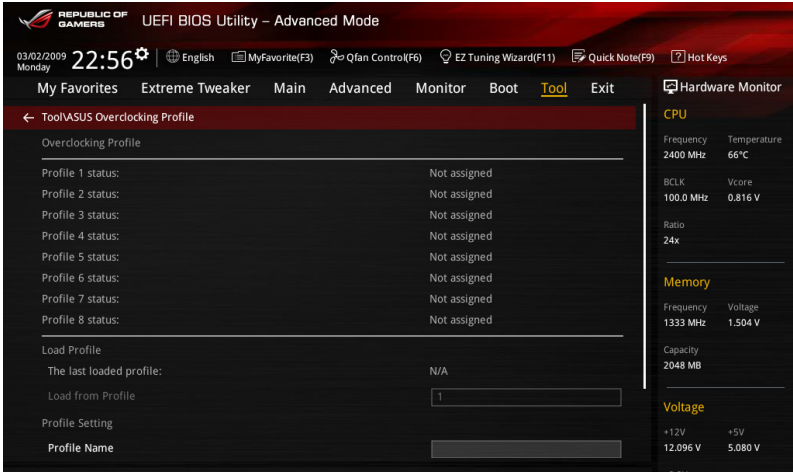 REPUBLIC OF
GAMERS
UEFI BIOS Utility – Advanced Mode
03/02/2009
Monday
22:56
English
MyFavorite(F3)
Qfan Control(F6)
EZ Tuning Wizard(F11)
Quick Note(F9)
? Hot Keys
My Favorites
Extreme Tweaker
Main
Advanced
Monitor
Boot
Tool
Exit
Hardware Monitor
← Tool\ASUS Overclocking Profile
Overclocking Profile
Profile 1 status: Not assigned
Profile 2 status: Not assigned
Profile 3 status: Not assigned
Profile 4 status: Not assigned
Profile 5 status: Not assigned
Profile 6 status: Not assigned
Profile 7 status: Not assigned
Profile 8 status: Not assigned
Load Profile
The last loaded profile: N/A
Load from Profile 1
Profile Setting
Profile Name
CPU
Frequency Temperature
2400 MHz 66°C
BCLK Vcore
100.0 MHz 0.816 V
Ratio
24x
Memory
Frequency Voltage
1333 MHz 1.504 V
Capacity
2048 MB
Voltage
+12V +5V
12.096 V 5.080 V